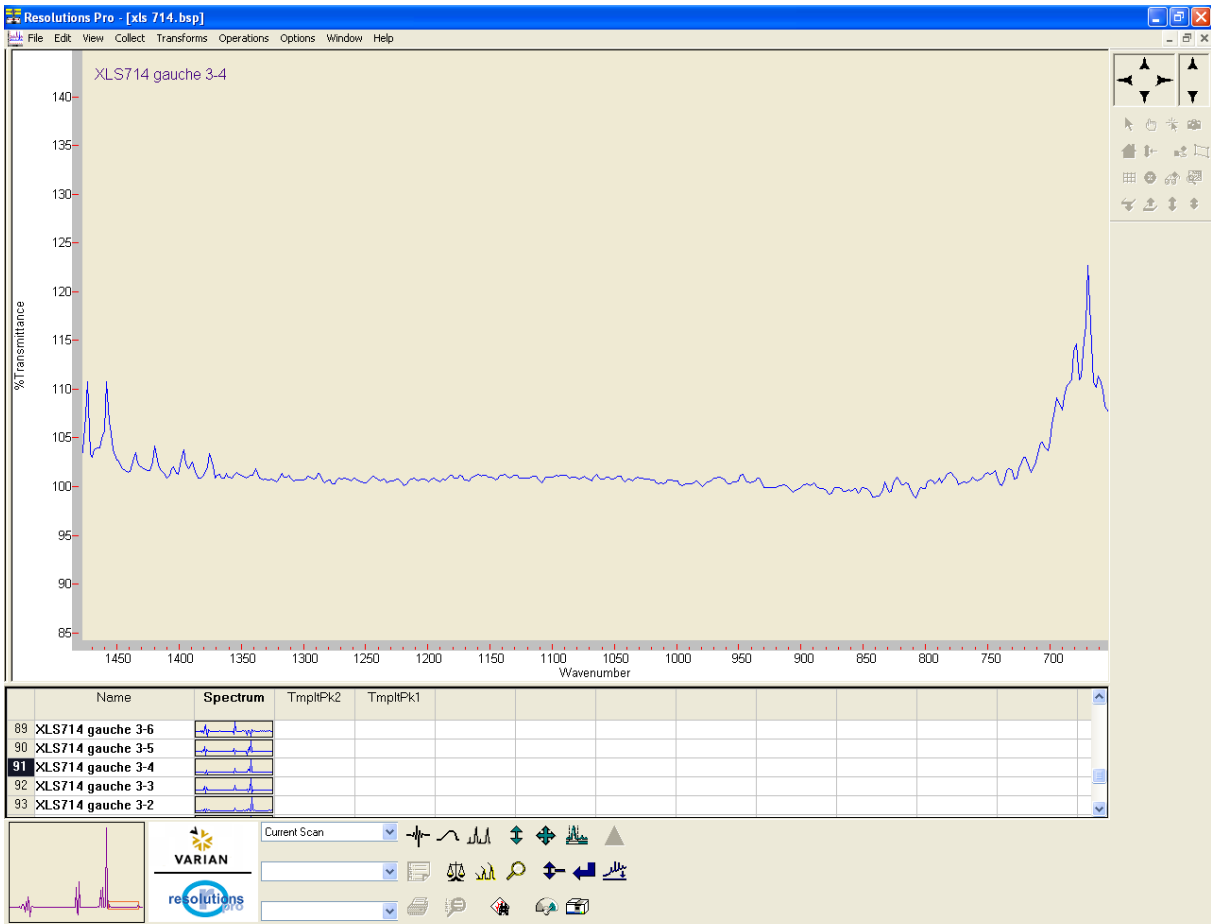 Resolutions Pro - [xls 714.bsp]
File Edit View Collect Transforms Operations Options Window Help
XLS714 gauche 3-4
140
135
130
125
120
115
110
105
100
95
90
85
%Transmittance
1450 1400 1350 1300 1250 1200 1150 1100 1050 1000 950 900 850 800 750 700
Wavenumber
Name Spectrum TmpltPk2 TmpltPk1
89 XLS714 gauche 3-6
90 XLS714 gauche 3-5
91 XLS714 gauche 3-4
92 XLS714 gauche 3-3
93 XLS714 gauche 3-2
VARIAN
resolutions
pro
Current Scan